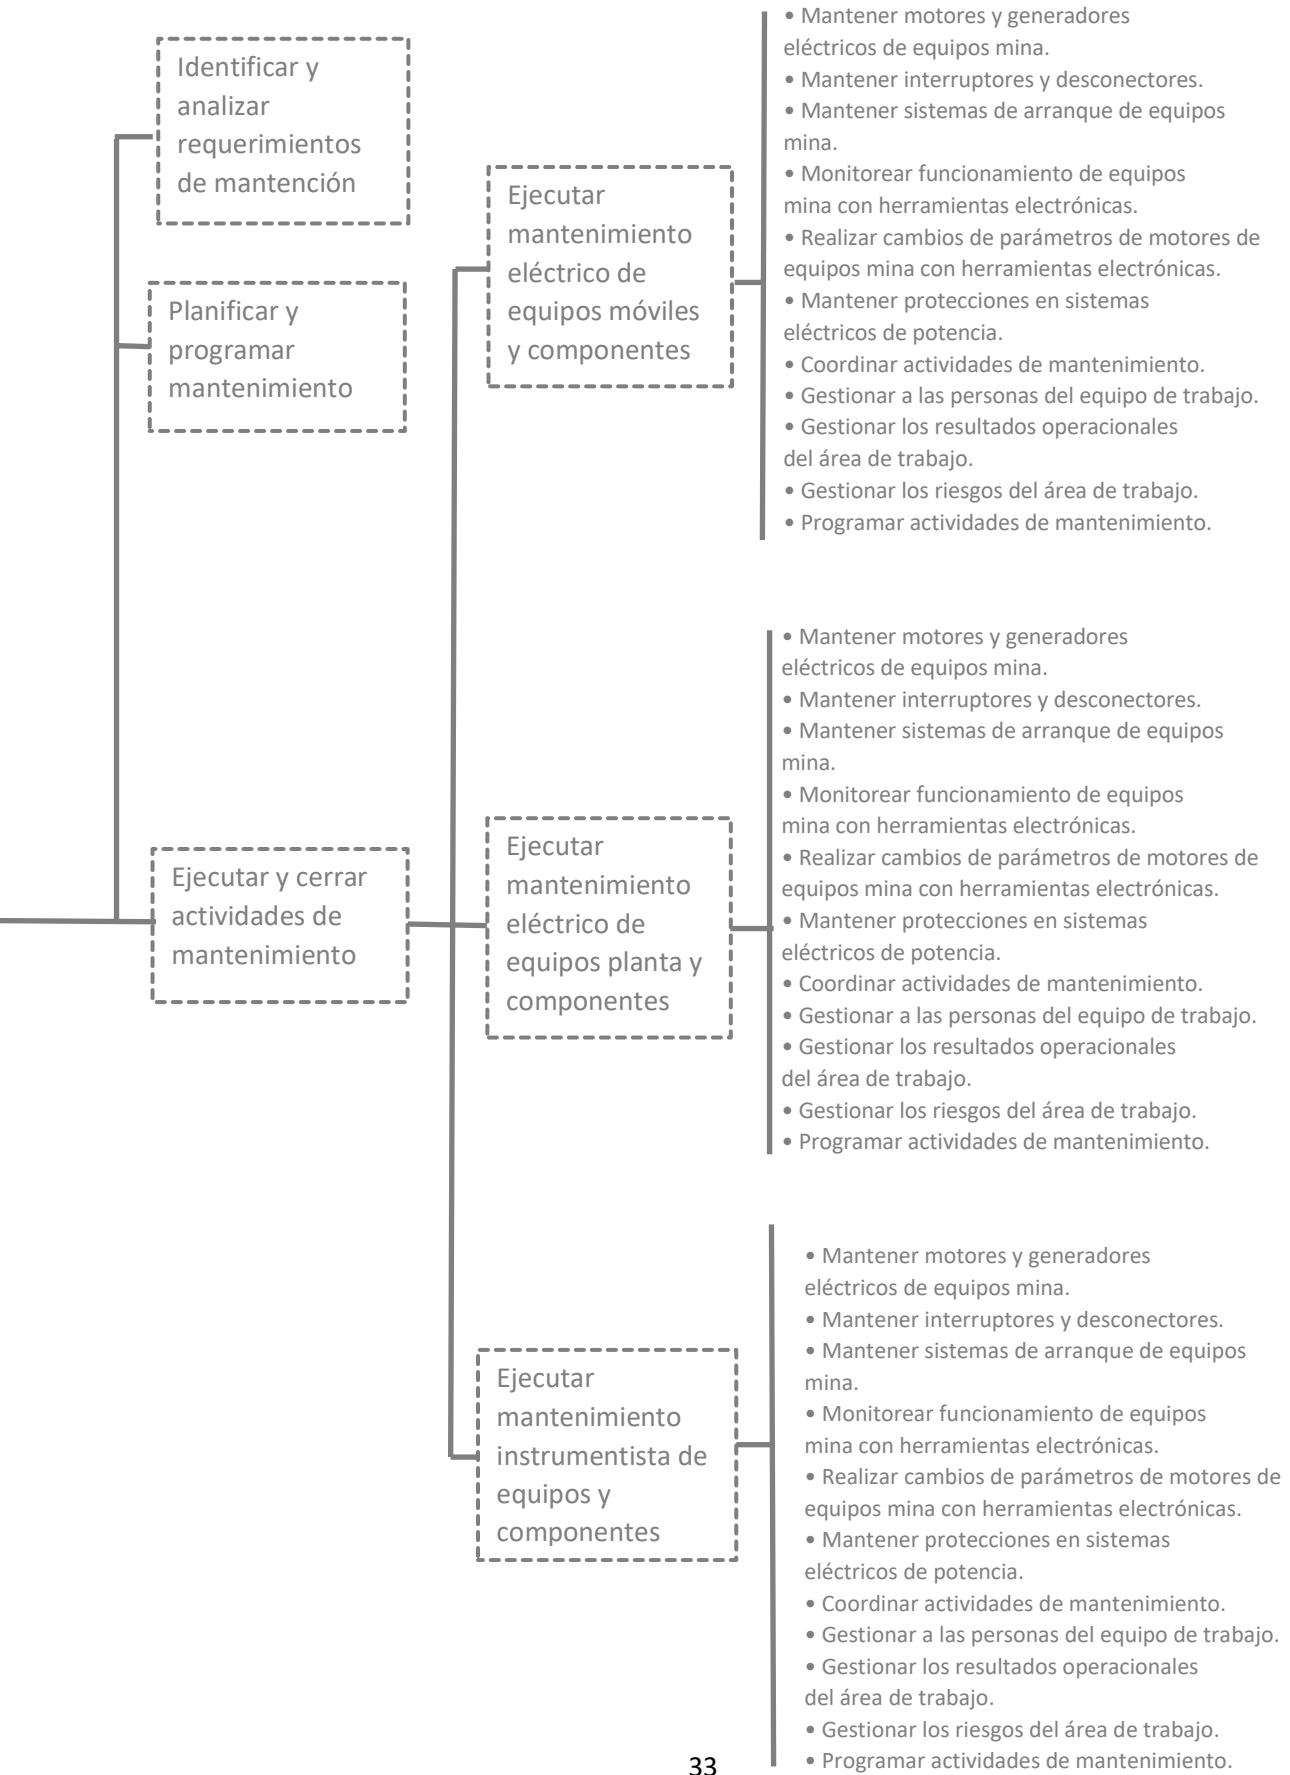 Identificar y
analizar
requerimientos
de mantención
Planificar y
programar
mantenimiento
Ejecutar y cerrar
actividades de
mantenimiento
Ejecutar
mantenimiento
eléctrico de
equipos móviles
y componentes
• Mantener motores y generadores
eléctricos de equipos mina.
• Mantener interruptores y desconectores.
• Mantener sistemas de arranque de equipos
mina.
• Monitorear funcionamiento de equipos
mina con herramientas electrónicas.
• Realizar cambios de parámetros de motores de
equipos mina con herramientas electrónicas.
• Mantener protecciones en sistemas
eléctricos de potencia.
• Coordinar actividades de mantenimiento.
• Gestionar a las personas del equipo de trabajo.
• Gestionar los resultados operacionales
del área de trabajo.
• Gestionar los riesgos del área de trabajo.
• Programar actividades de mantenimiento.
Ejecutar
mantenimiento
eléctrico de
equipos planta y
componentes
• Mantener motores y generadores
eléctricos de equipos mina.
• Mantener interruptores y desconectores.
• Mantener sistemas de arranque de equipos
mina.
• Monitorear funcionamiento de equipos
mina con herramientas electrónicas.
• Realizar cambios de parámetros de motores de
equipos mina con herramientas electrónicas.
• Mantener protecciones en sistemas
eléctricos de potencia.
• Coordinar actividades de mantenimiento.
• Gestionar a las personas del equipo de trabajo.
• Gestionar los resultados operacionales
del área de trabajo.
• Gestionar los riesgos del área de trabajo.
• Programar actividades de mantenimiento.
Ejecutar
mantenimiento
instrumentista de
equipos y
componentes
• Mantener motores y generadores
eléctricos de equipos mina.
• Mantener interruptores y desconectores.
• Mantener sistemas de arranque de equipos
mina.
• Monitorear funcionamiento de equipos
mina con herramientas electrónicas.
• Realizar cambios de parámetros de motores de
equipos mina con herramientas electrónicas.
• Mantener protecciones en sistemas
eléctricos de potencia.
• Coordinar actividades de mantenimiento.
• Gestionar a las personas del equipo de trabajo.
• Gestionar los resultados operacionales
del área de trabajo.
• Gestionar los riesgos del área de trabajo.
• Programar actividades de mantenimiento.
33